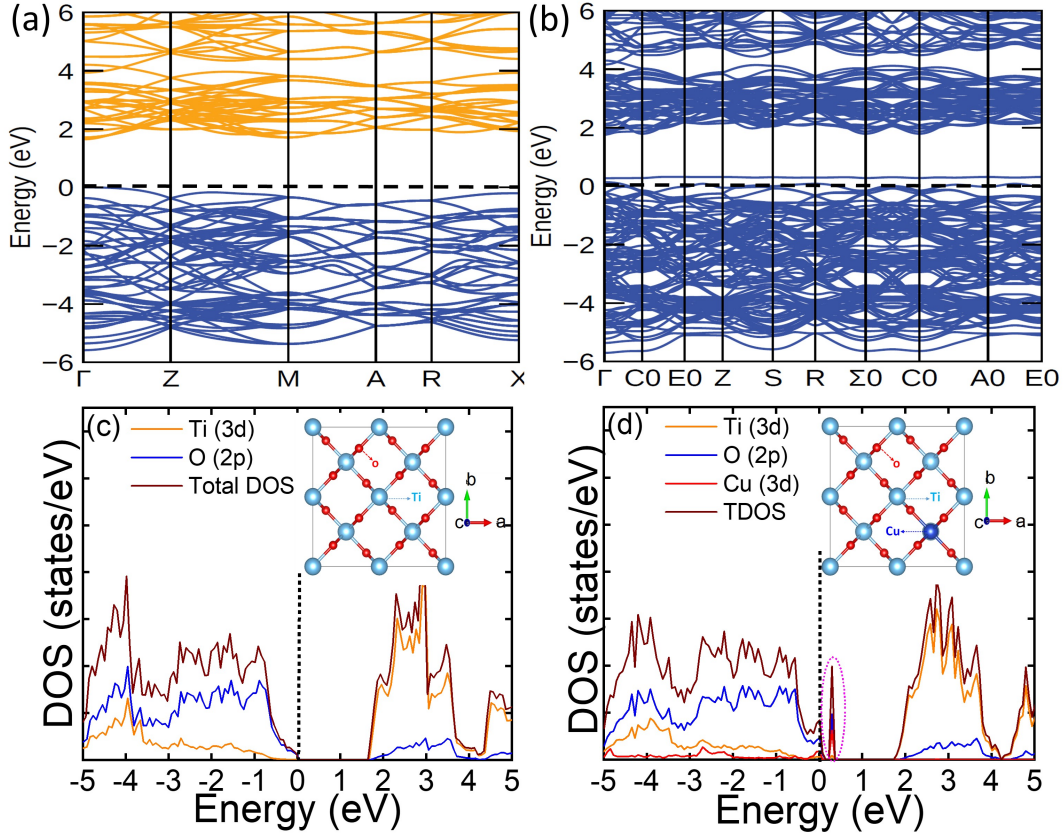 (a)
6
4
2
0
−2
−4
−6
Energy (eV)
Γ Z M A R X
(b)
6
4
2
0
−2
−4
−6
Energy (eV)
Γ C0 E0 Z S R Σ0 C0 A0 E0
(c)
Ti (3d)
O (2p)
Total DOS
O
Ti
b
c a
DOS (states/eV)
-5 -4 -3 -2 -1 0 1 2 3 4 5
Energy (eV)
(d)
Ti (3d)
O (2p)
Cu (3d)
TDOS
O
Ti
Cu
b
c a
DOS (states/eV)
-5 -4 -3 -2 -1 0 1 2 3 4 5
Energy (eV)